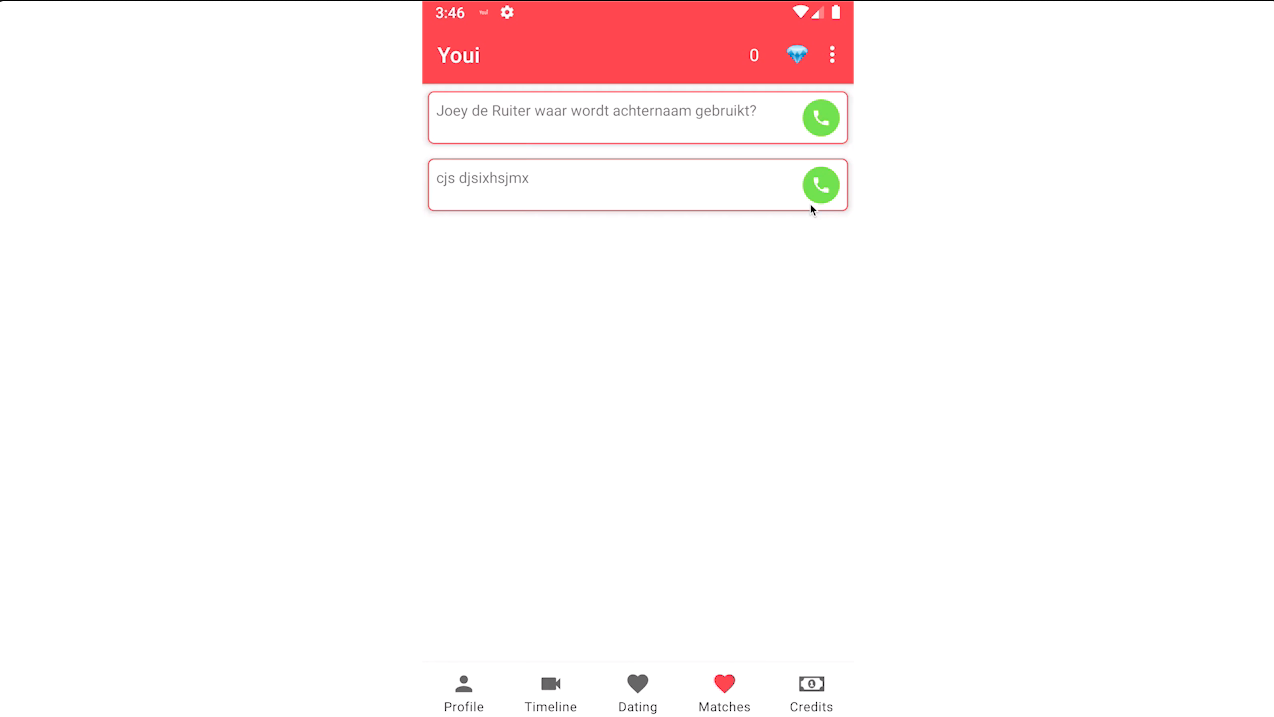 3:46
Youi
0
Joey de Ruiter waar wordt achternaam gebruikt?
cjs djsixhsjmx
Profile
Timeline
Dating
Matches
Credits